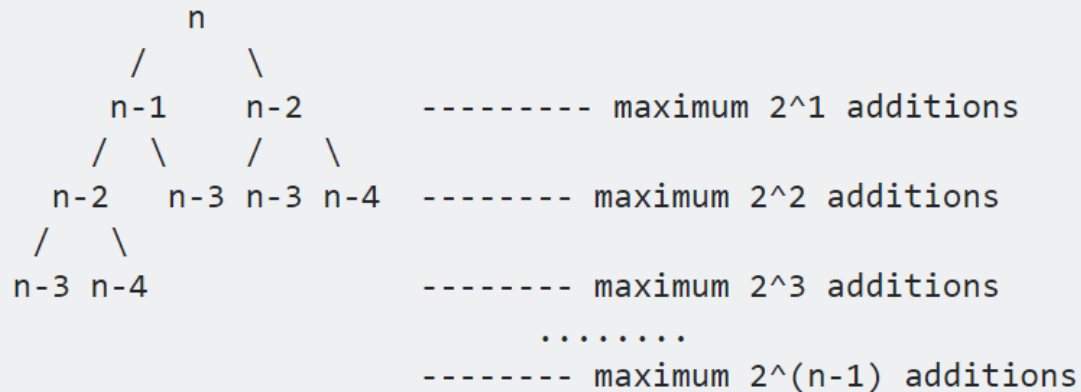 n
/ \
n-1 n-2 --------- maximum 2^1 additions
/ \ / \
n-2 n-3 n-3 n-4 -------- maximum 2^2 additions
/ \
n-3 n-4 -------- maximum 2^3 additions
........
-------- maximum 2^(n-1) additions